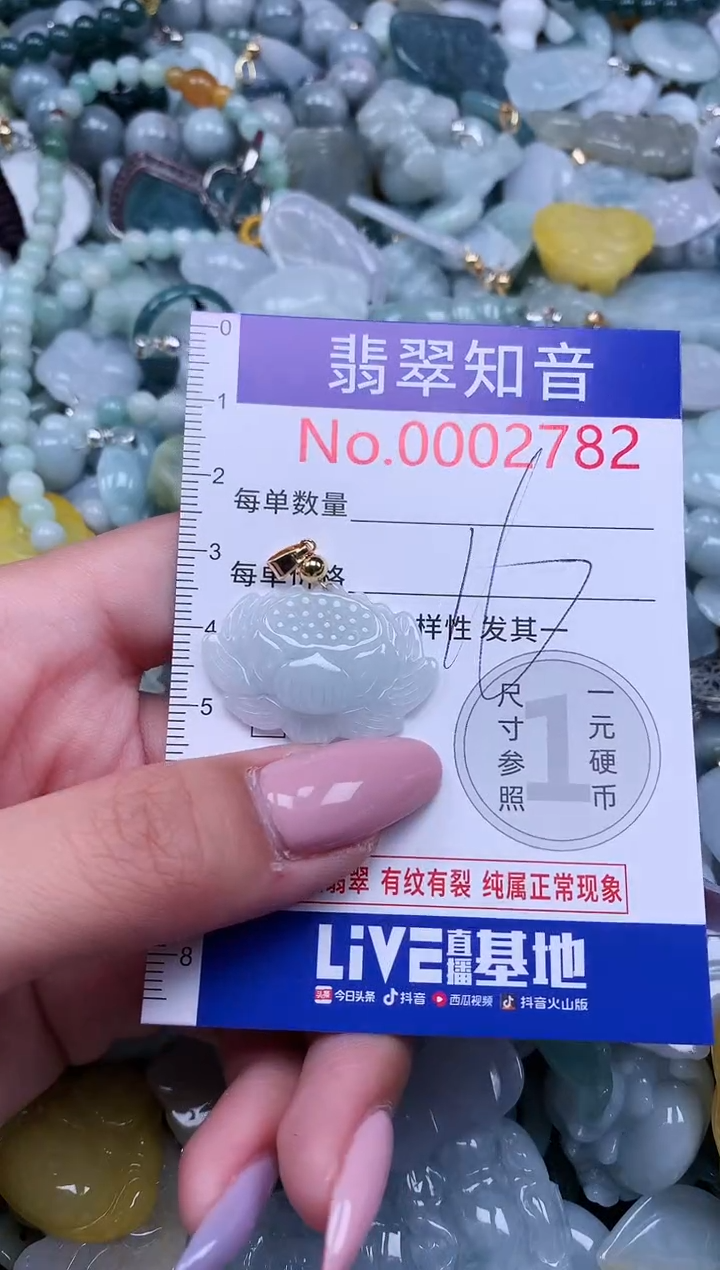 翡翠知音
No.0002782
每单数量
每单价格
样性 发其一
尺寸参照
1
一元硬币
翡翠 有纹有裂 纯属正常现象
LiVE直播基地
头条 今日头条 抖音 西瓜视频 抖音火山版
0
1
2
3
4
5
8